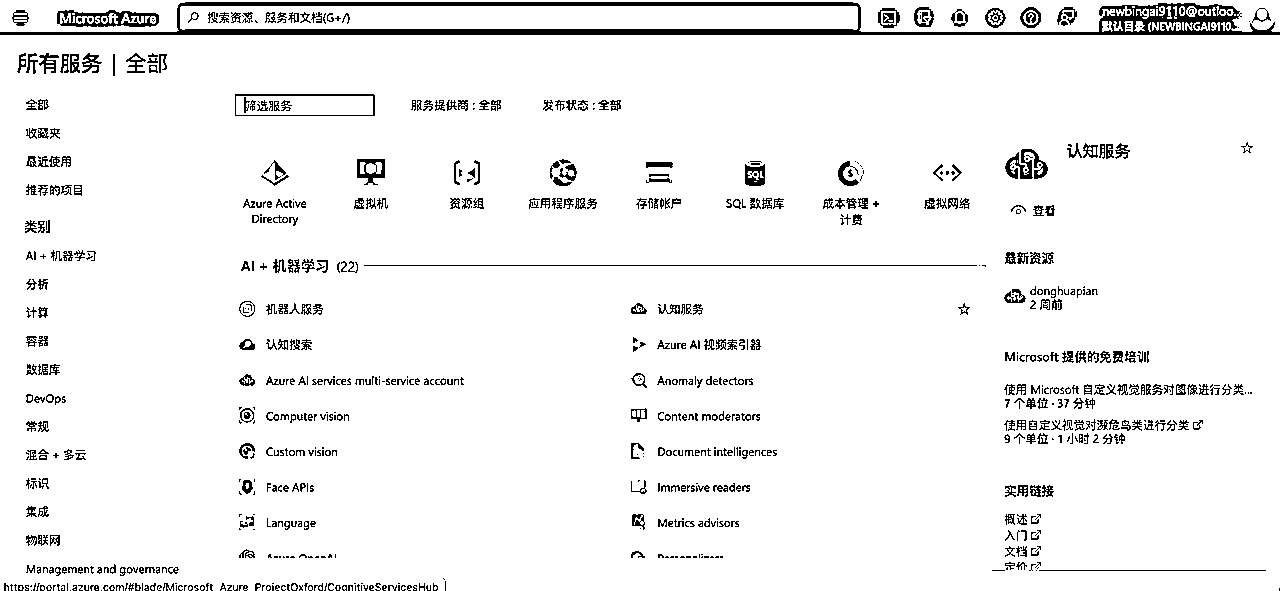 Microsoft Azure
搜索资源、服务和文档(G+/)
newbingai9110@outloo...
默认目录 (NEWBINGAI9110...
所有服务 | 全部
全部
收藏夹
最近使用
推荐的项目
类别
AI + 机器学习
分析
计算
容器
数据库
DevOps
常规
混合 + 多云
标识
集成
物联网
Management and governance
筛选服务
服务提供商 : 全部
发布状态 : 全部
Azure Active
Directory
虚拟机
资源组
应用程序服务
存储帐户
SQL
SQL 数据库
成本管理 +
计费
虚拟网络
AI + 机器学习 (22)
机器人服务
认知服务
认知搜索
Azure AI 视频索引器
Azure AI services multi-service account
Anomaly detectors
Computer vision
Content moderators
Custom vision
Document intelligences
Face APIs
Immersive readers
Language
Metrics advisors
Azure OpenAI
Personalizers
认知服务
查看
最新资源
donghuapian
2 周前
Microsoft 提供的免费培训
使用 Microsoft 自定义视觉服务对图像进行分类...
7 个单位 · 37 分钟
使用自定义视觉对濒危鸟类进行分类
9 个单位 · 1 小时 2 分钟
实用链接
概述
入门
文档
定价
https://portal.azure.com/#blade/Microsoft_Azure_ProjectOxford/CognitiveServicesHub